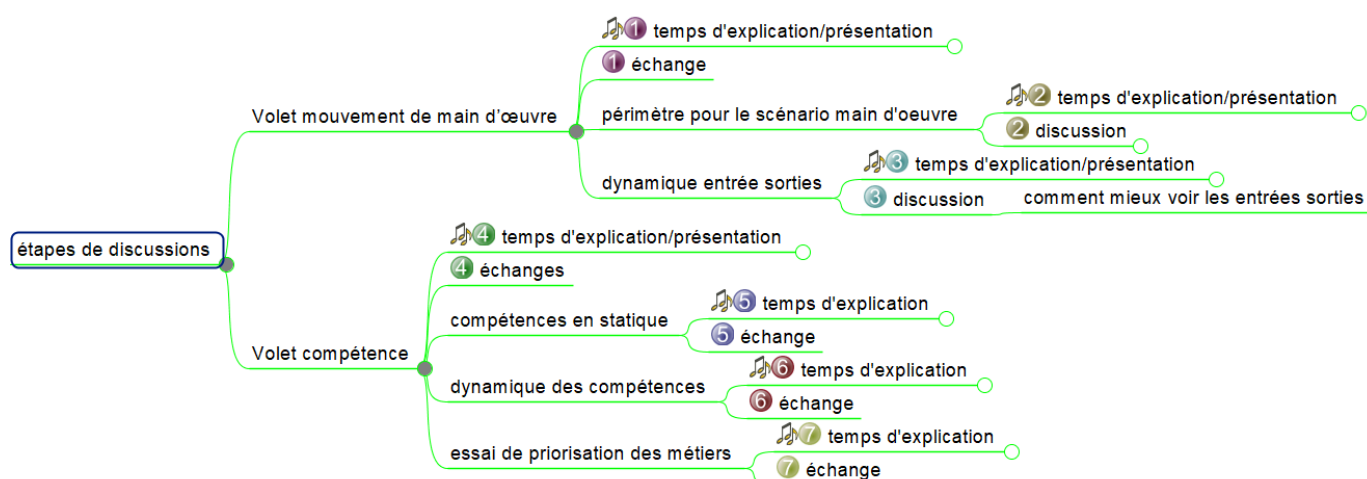 étapes de discussions
Volet mouvement de main d'œuvre
1 temps d'explication/présentation
1 échange
périmètre pour le scénario main d'oeuvre
2 temps d'explication/présentation
2 discussion
dynamique entrée sorties
3 temps d'explication/présentation
3 discussion
comment mieux voir les entrées sorties
Volet compétence
4 temps d'explication/présentation
4 échanges
compétences en statique
5 temps d'explication
5 échange
dynamique des compétences
6 temps d'explication
6 échange
essai de priorisation des métiers
7 temps d'explication
7 échange